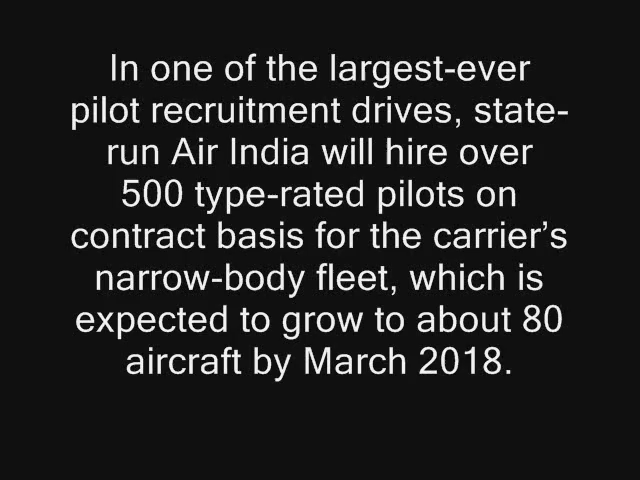 In one of the largest-ever
pilot recruitment drives, state-
run Air India will hire over
500 type-rated pilots on
contract basis for the carrier’s
narrow-body fleet, which is
expected to grow to about 80
aircraft by March 2018.